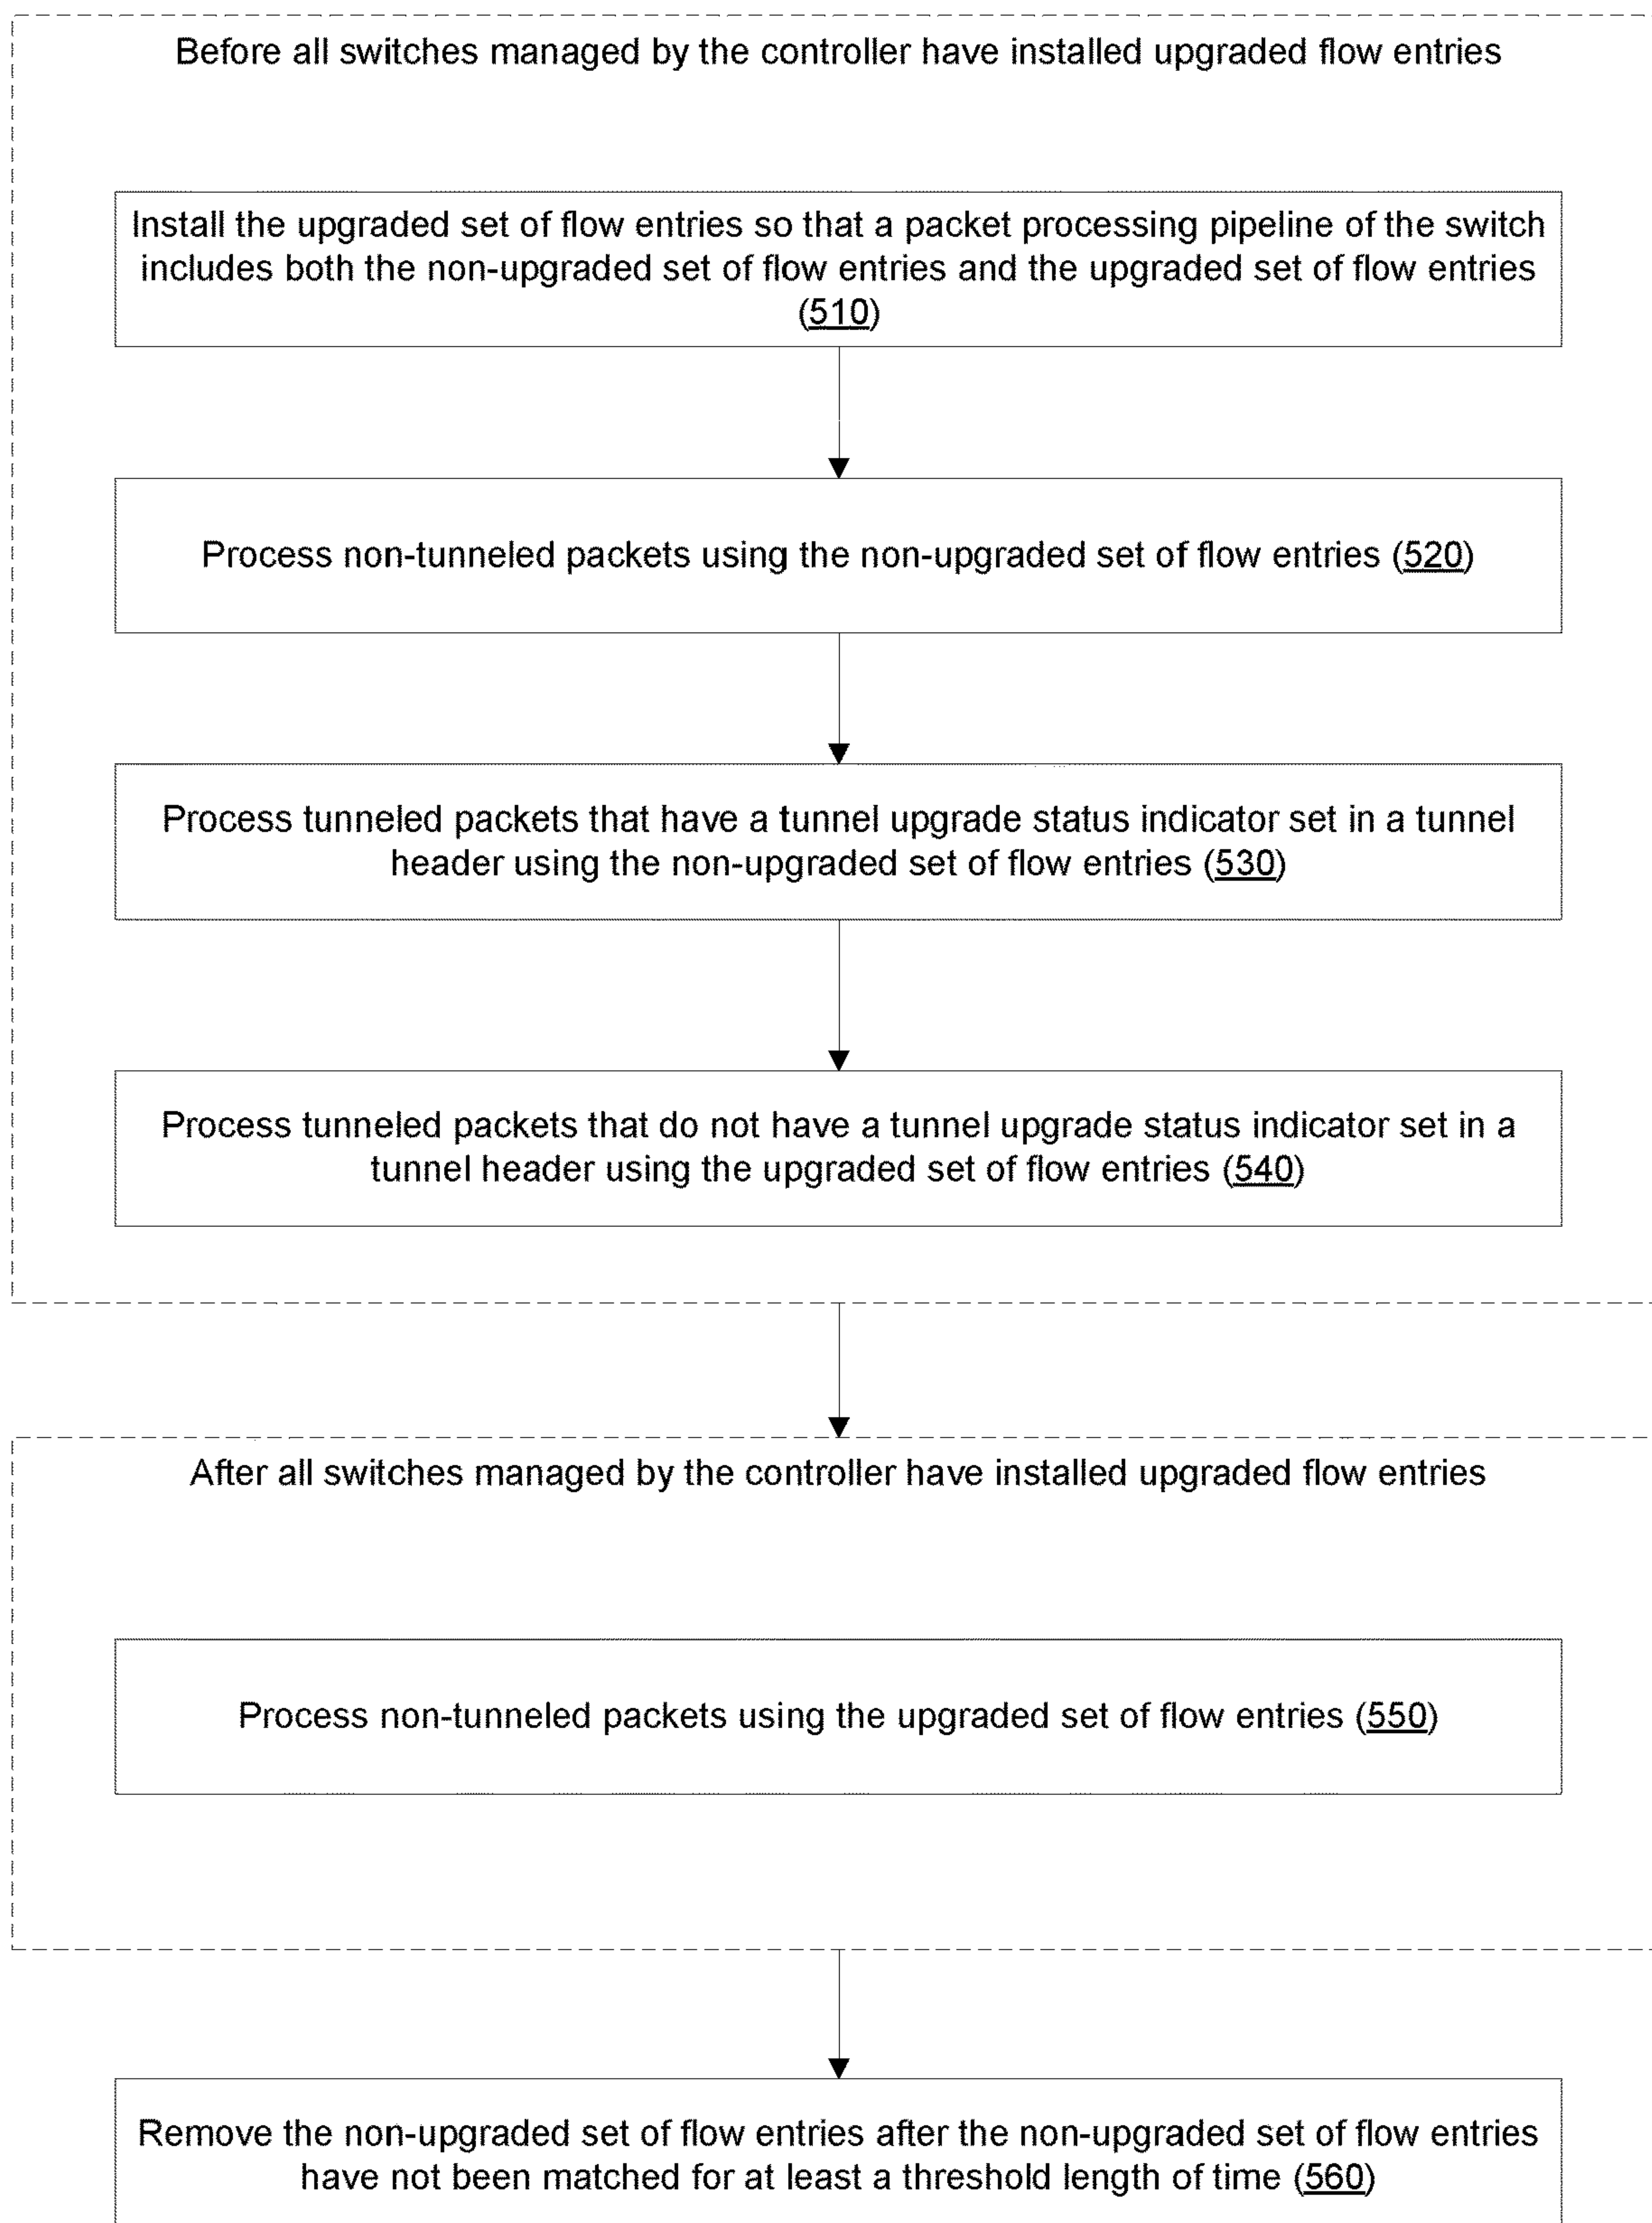 Before all switches managed by the controller have installed upgraded flow entries
Install the upgraded set of flow entries so that a packet processing pipeline of the switch
includes both the non-upgraded set of flow entries and the upgraded set of flow entries
(510)
Process non-tunneled packets using the non-upgraded set of flow entries (520)
Process tunneled packets that have a tunnel upgrade status indicator set in a tunnel
header using the non-upgraded set of flow entries (530)
Process tunneled packets that do not have a tunnel upgrade status indicator set in a
tunnel header using the upgraded set of flow entries (540)
After all switches managed by the controller have installed upgraded flow entries
Process non-tunneled packets using the upgraded set of flow entries (550)
Remove the non-upgraded set of flow entries after the non-upgraded set of flow entries
have not been matched for at least a threshold length of time (560)